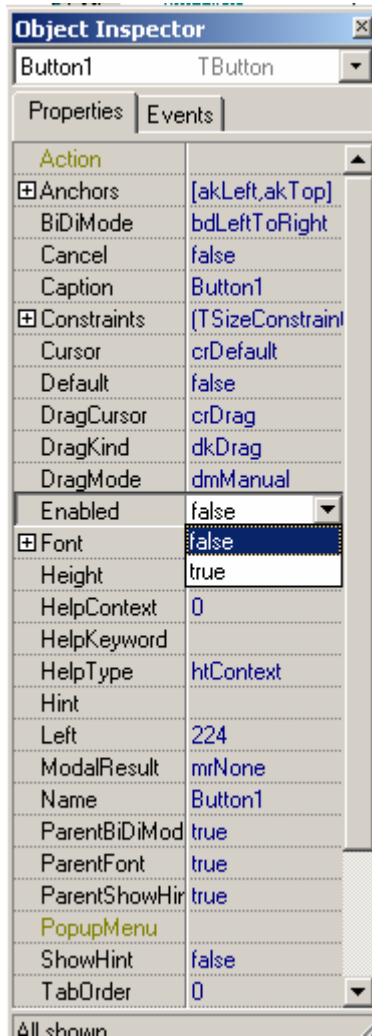 Object Inspector
Button1 TButton
Properties Events
Action
Anchors [akLeft,akTop]
BiDiMode bdLeftToRight
Cancel false
Caption Button1
Constraints (TSizeConstraint
Cursor crDefault
Default false
DragCursor crDrag
DragKind dkDrag
DragMode dmManual
Enabled false
Font false
Height true
HelpContext 0
HelpKeyword
HelpType htContext
Hint
Left 224
ModalResult mrNone
Name Button1
ParentBiDiMod true
ParentFont true
ParentShowHir true
PopupMenu
ShowHint false
TabOrder 0
All shown